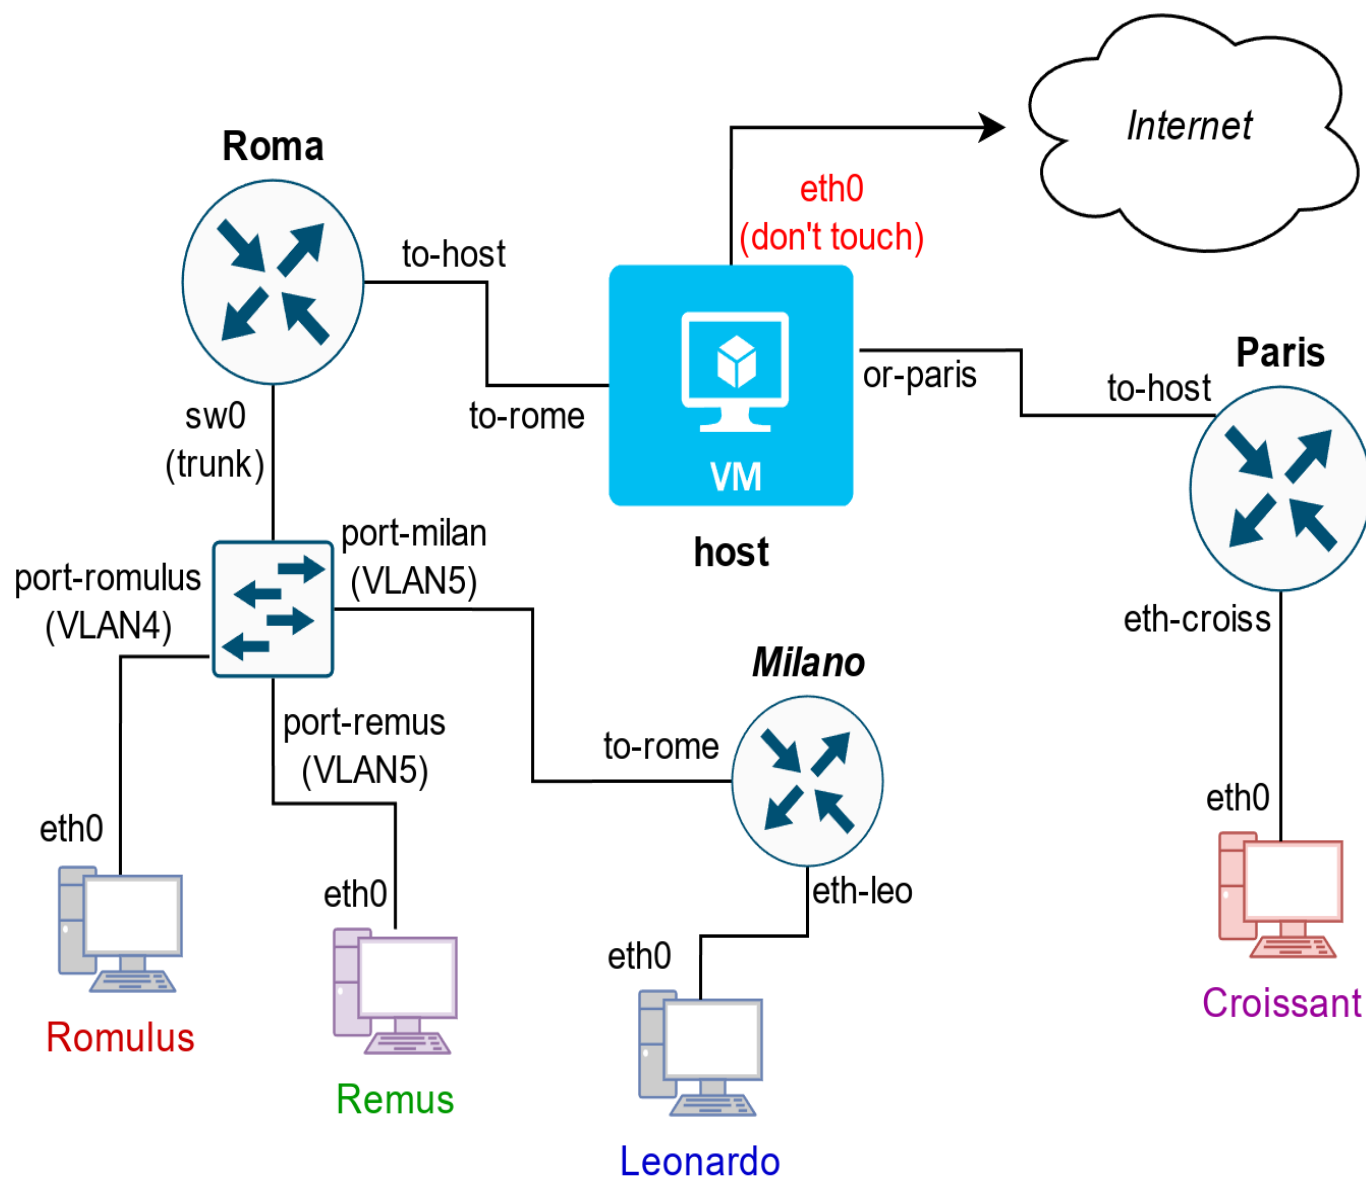 Internet
Roma
eth0
(don't touch)
to-host
Paris
or-paris
to-host
sw0
(trunk)
to-rome
VM
port-milan
(VLAN5)
host
port-romulus
(VLAN4)
eth-croiss
Milano
port-remus
(VLAN5)
to-rome
eth0
eth0
eth0
eth-leo
eth0
Croissant
Romulus
Remus
Leonardo